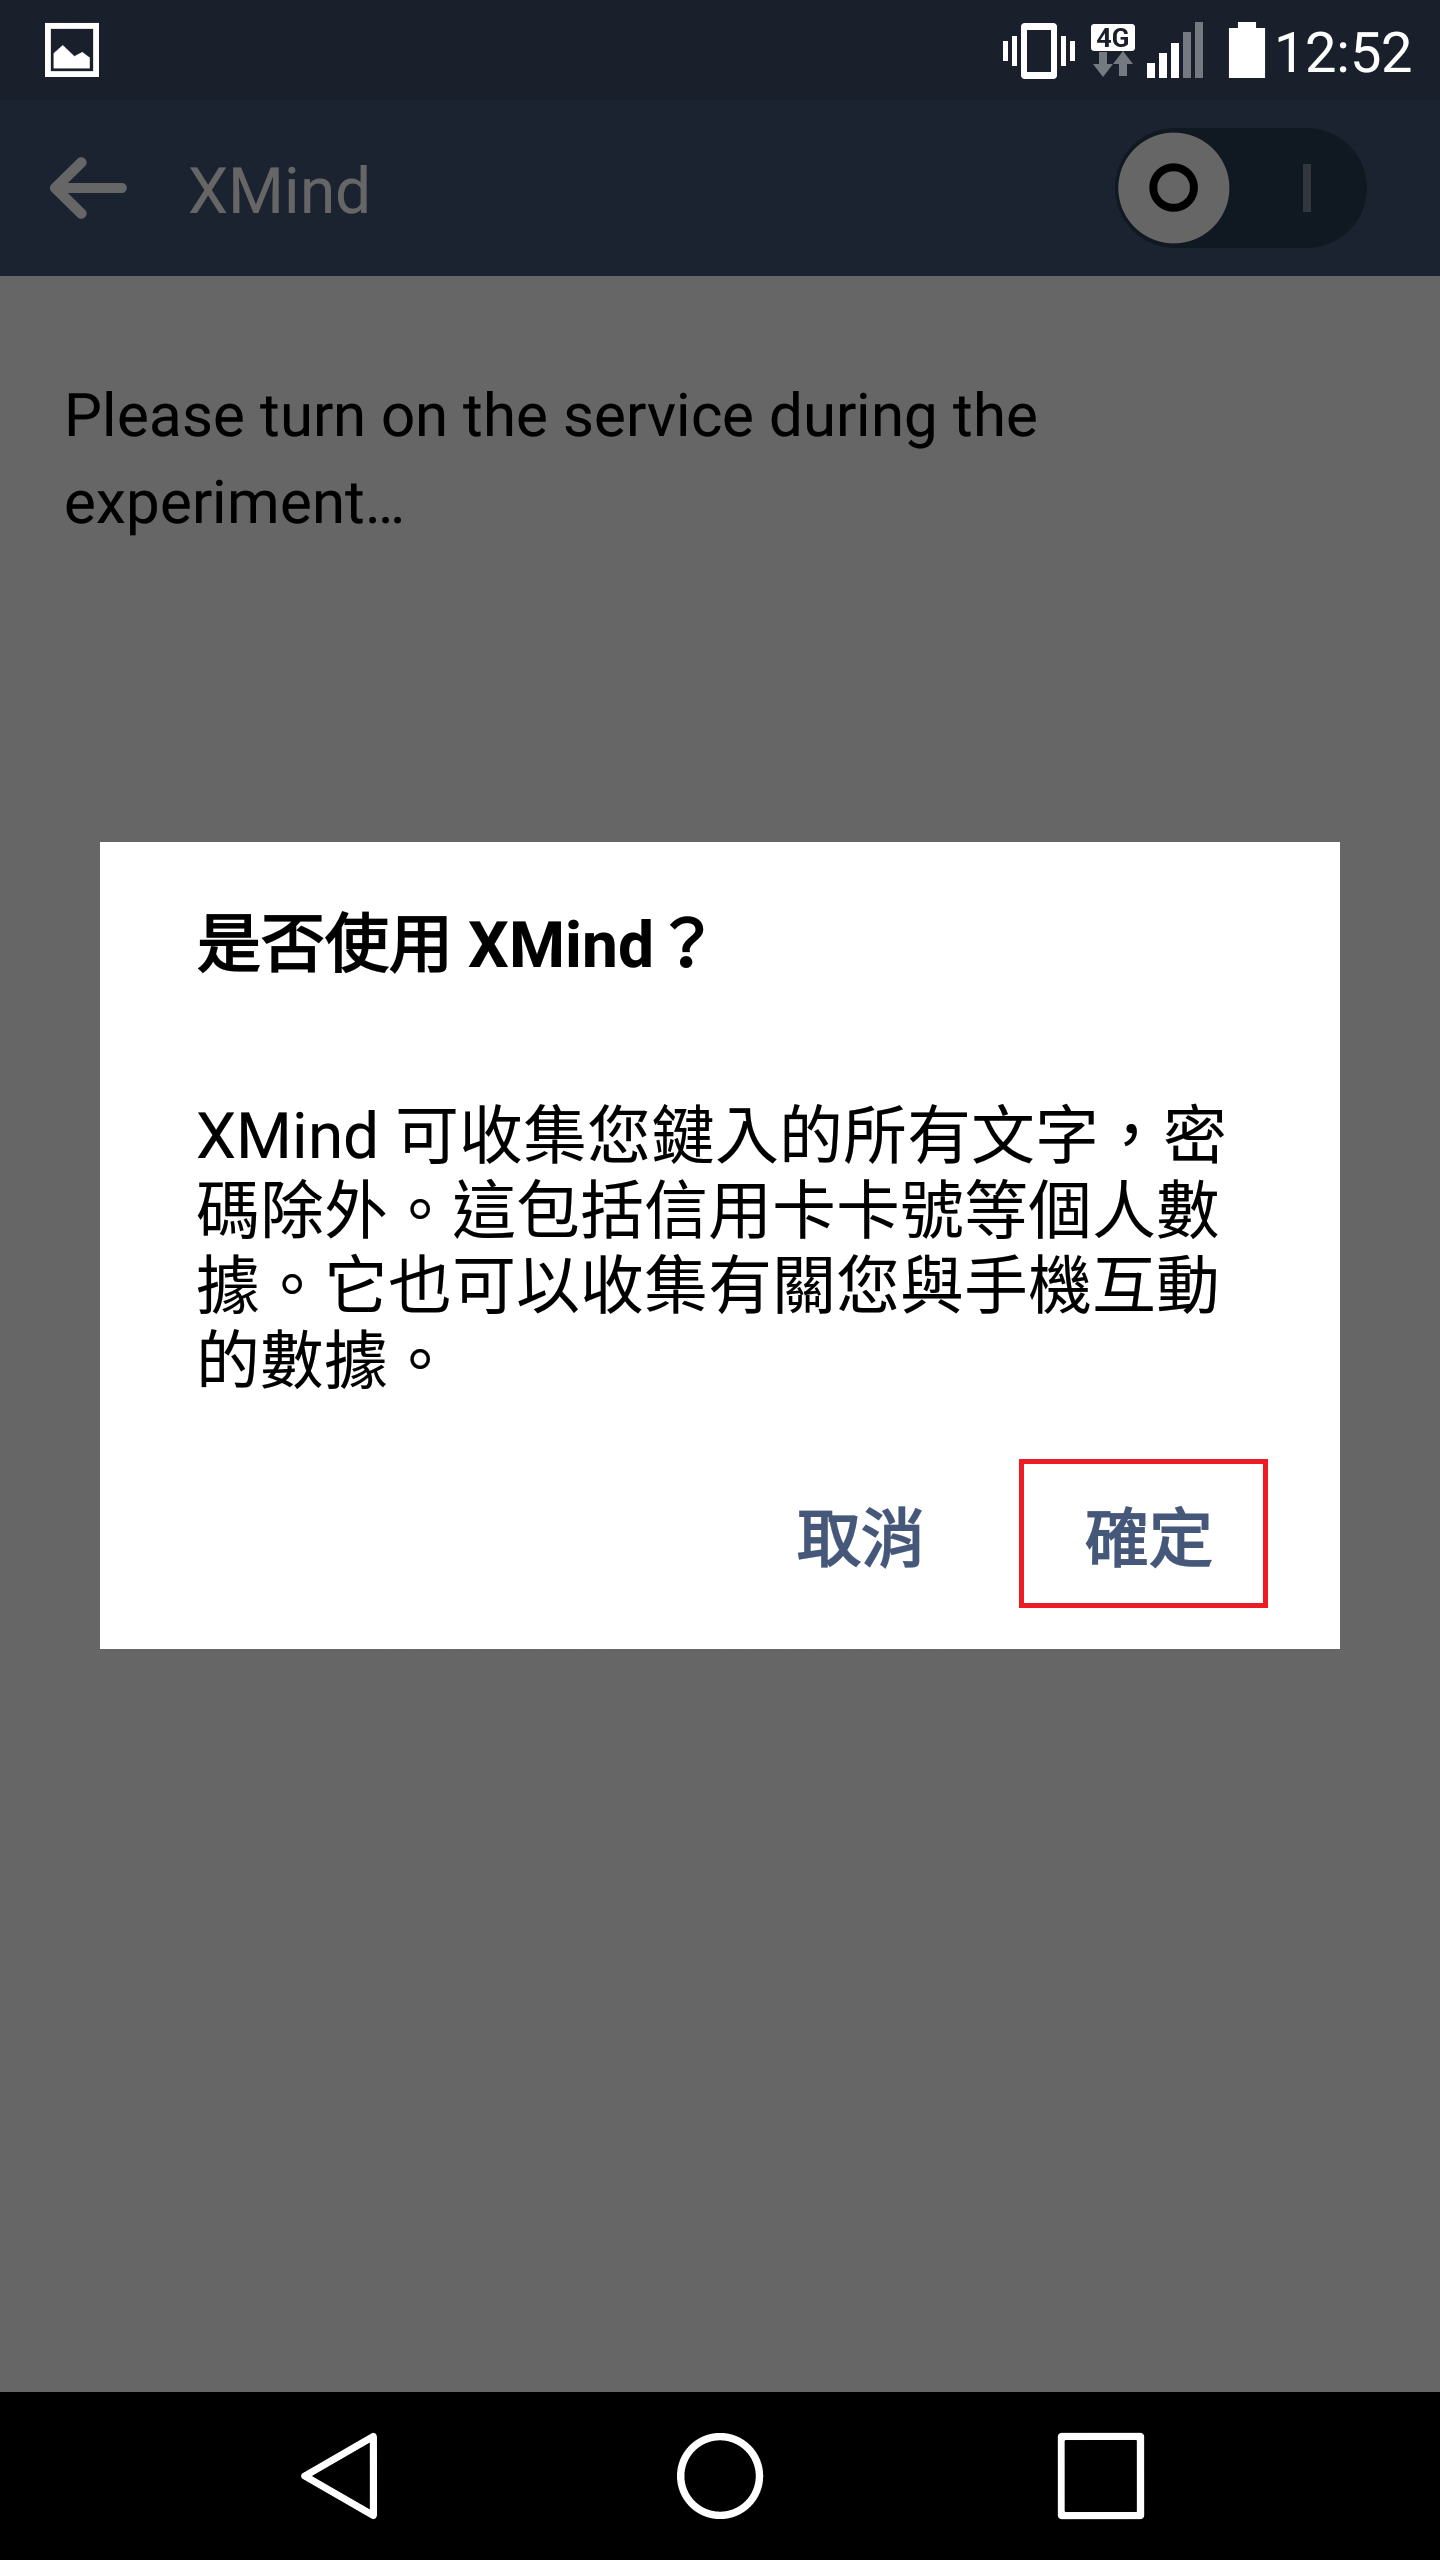 4G 12:52
XMind
Please turn on the service during the
experiment...
是否使用 XMind？
XMind 可收集您鍵入的所有文字，密
碼除外。這包括信用卡卡號等個人數
據。它也可以收集有關您與手機互動
的數據。
取消 確定